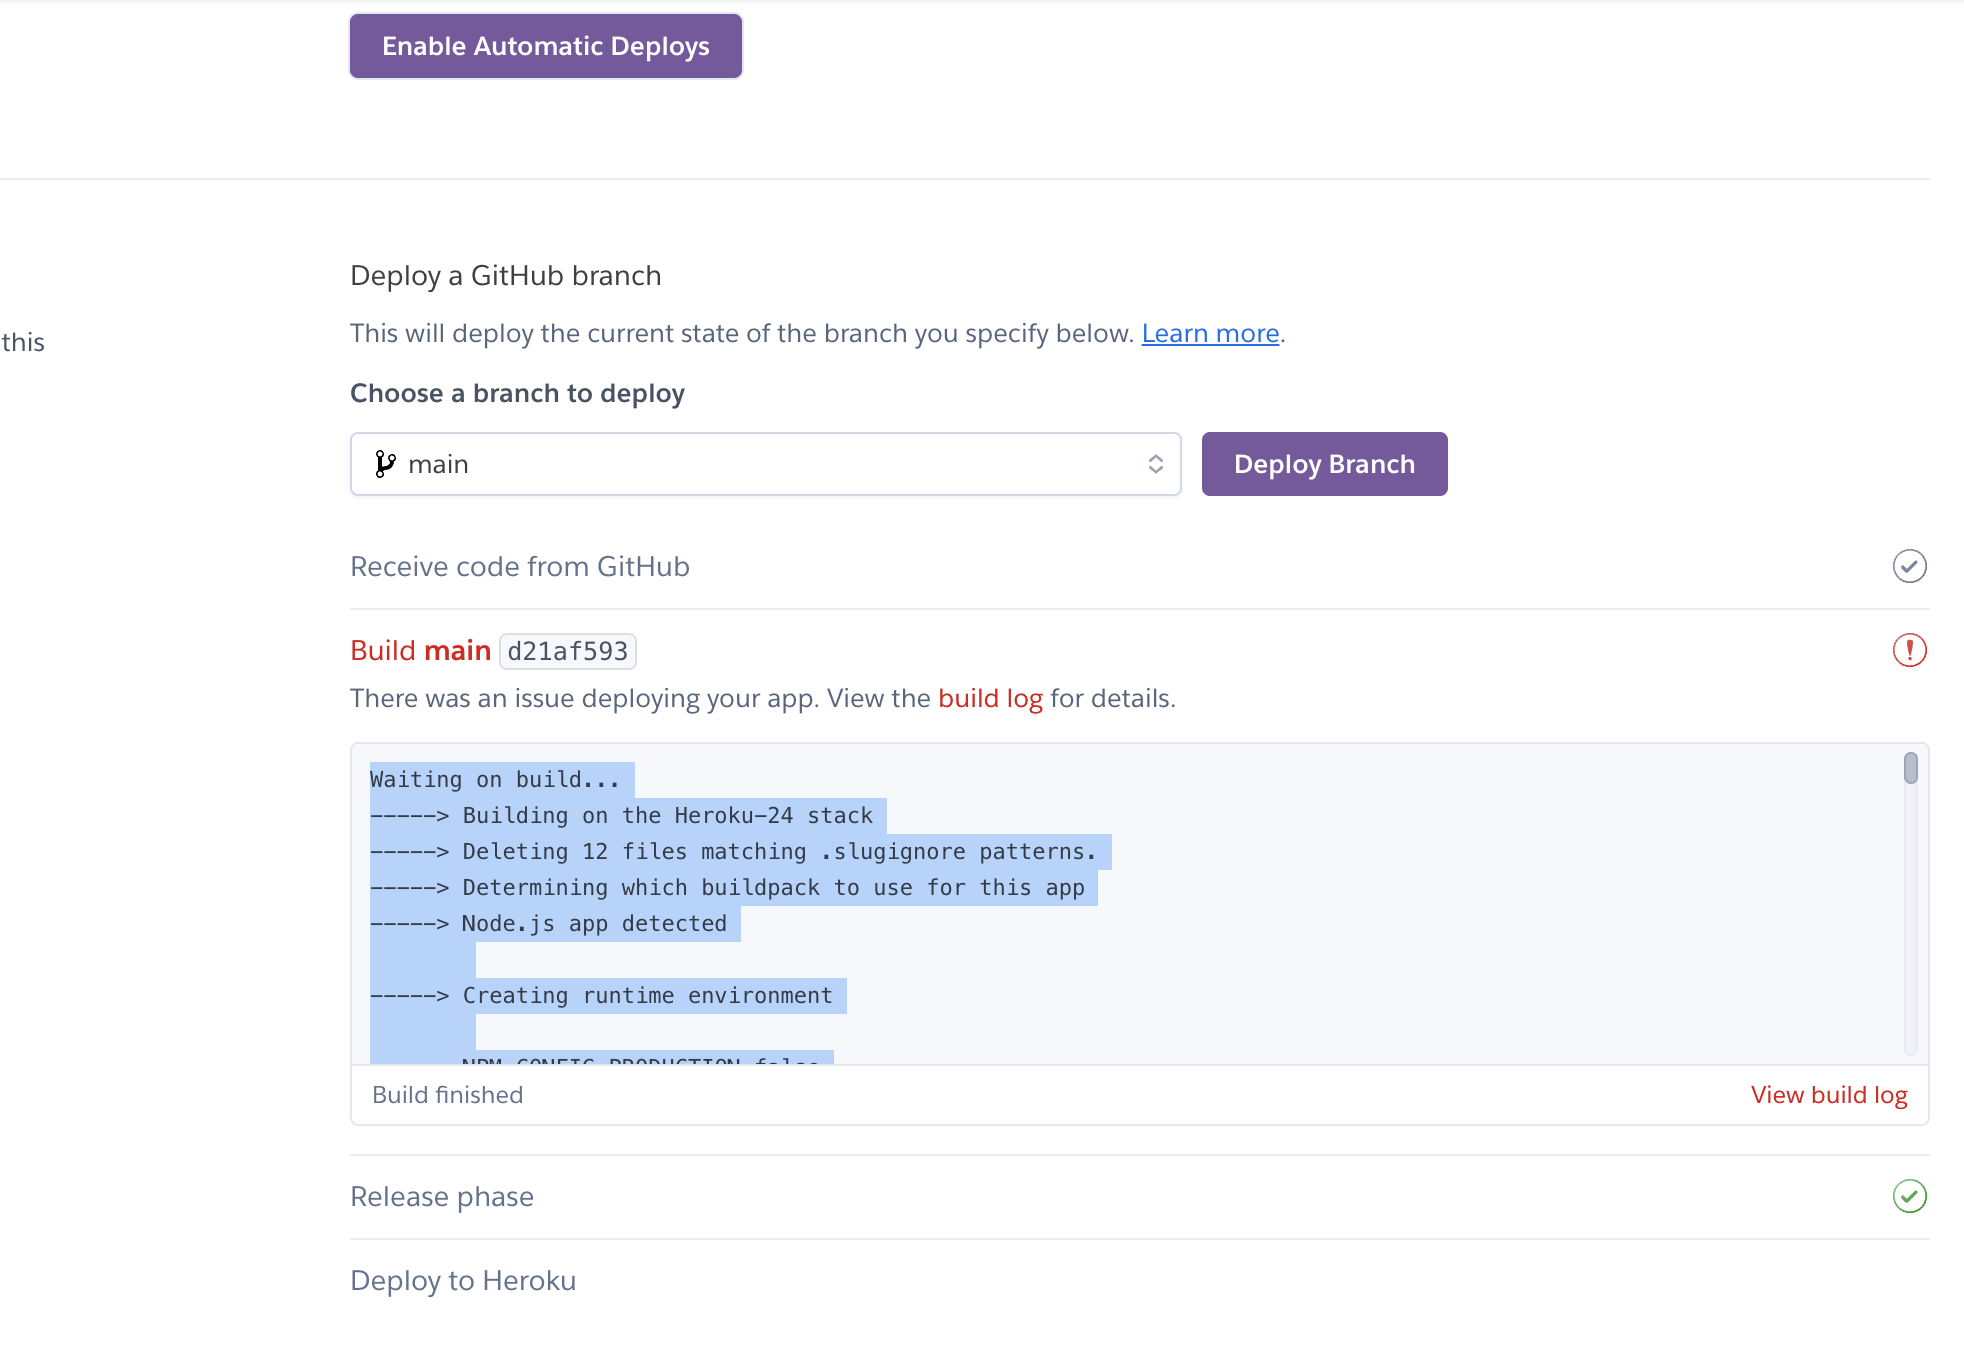 Enable Automatic Deploys
this
Deploy a GitHub branch
This will deploy the current state of the branch you specify below. Learn more.
Choose a branch to deploy
main
Deploy Branch
Receive code from GitHub
Build main d21af593
There was an issue deploying your app. View the build log for details.
Waiting on build...
-----> Building on the Heroku-24 stack
-----> Deleting 12 files matching .slugignore patterns.
-----> Determining which buildpack to use for this app
-----> Node.js app detected
-----> Creating runtime environment
NPM_CONFIG_PRODUCTION=false
Build finished
View build log
Release phase
Deploy to Heroku